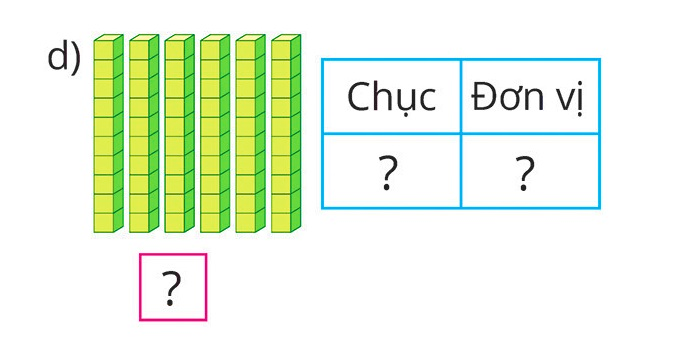 d)
Chục Đơn vị
? ?
?